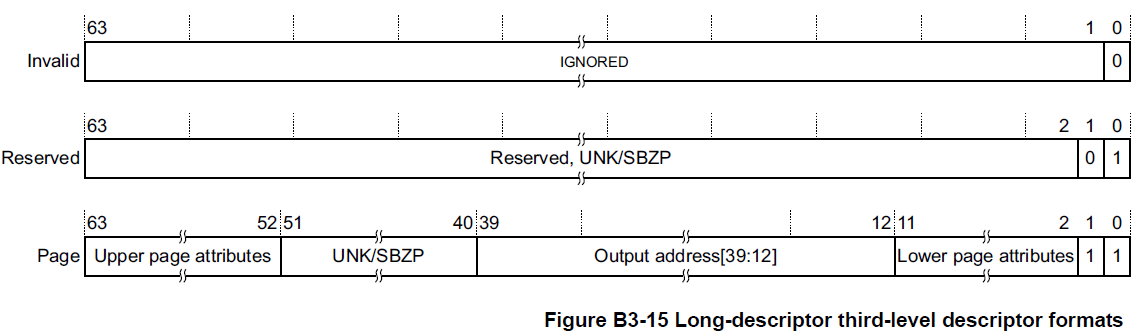 63 1 0
Invalid IGNORED 0
63 2 1 0
Reserved Reserved, UNK/SBZP 0 1
63 52 51 40 39 12 11 2 1 0
Page Upper page attributes UNK/SBZP Output address[39:12] Lower page attributes 1 1
Figure B3-15 Long-descriptor third-level descriptor formats